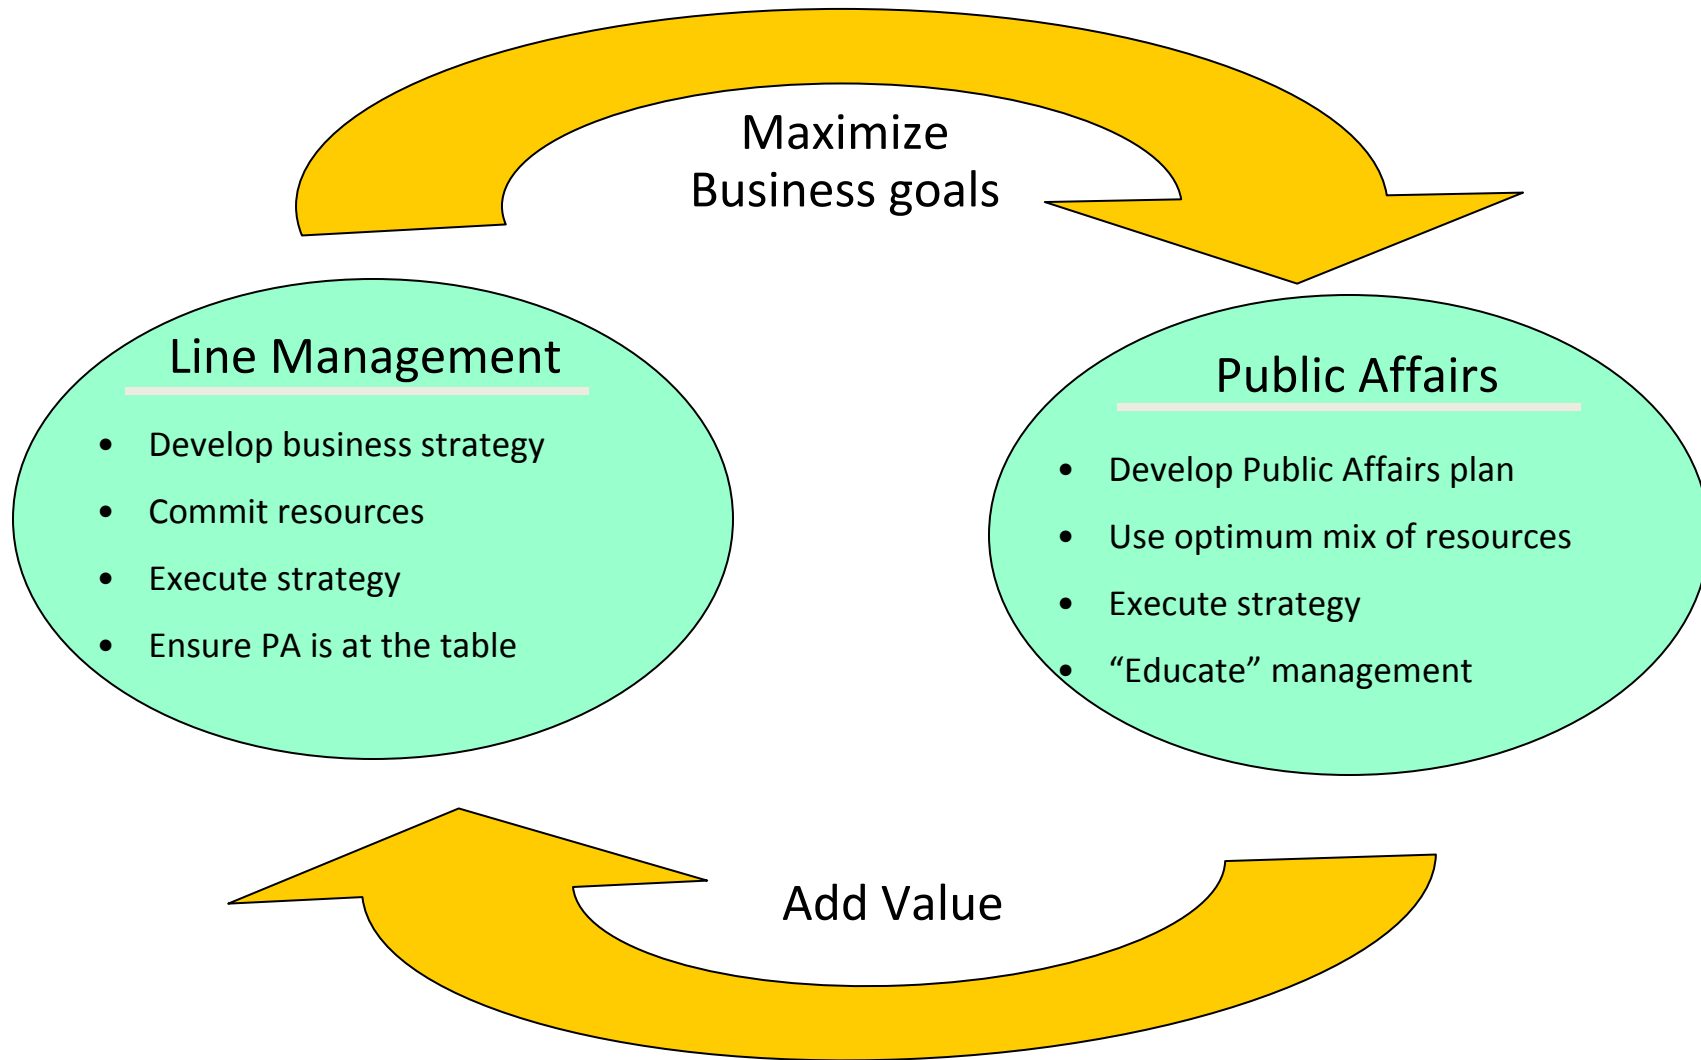 Maximize
Business goals
Line Management
• Develop business strategy
• Commit resources
• Execute strategy
• Ensure PA is at the table
Public Affairs
• Develop Public Affairs plan
• Use optimum mix of resources
• Execute strategy
• “Educate” management
Add Value